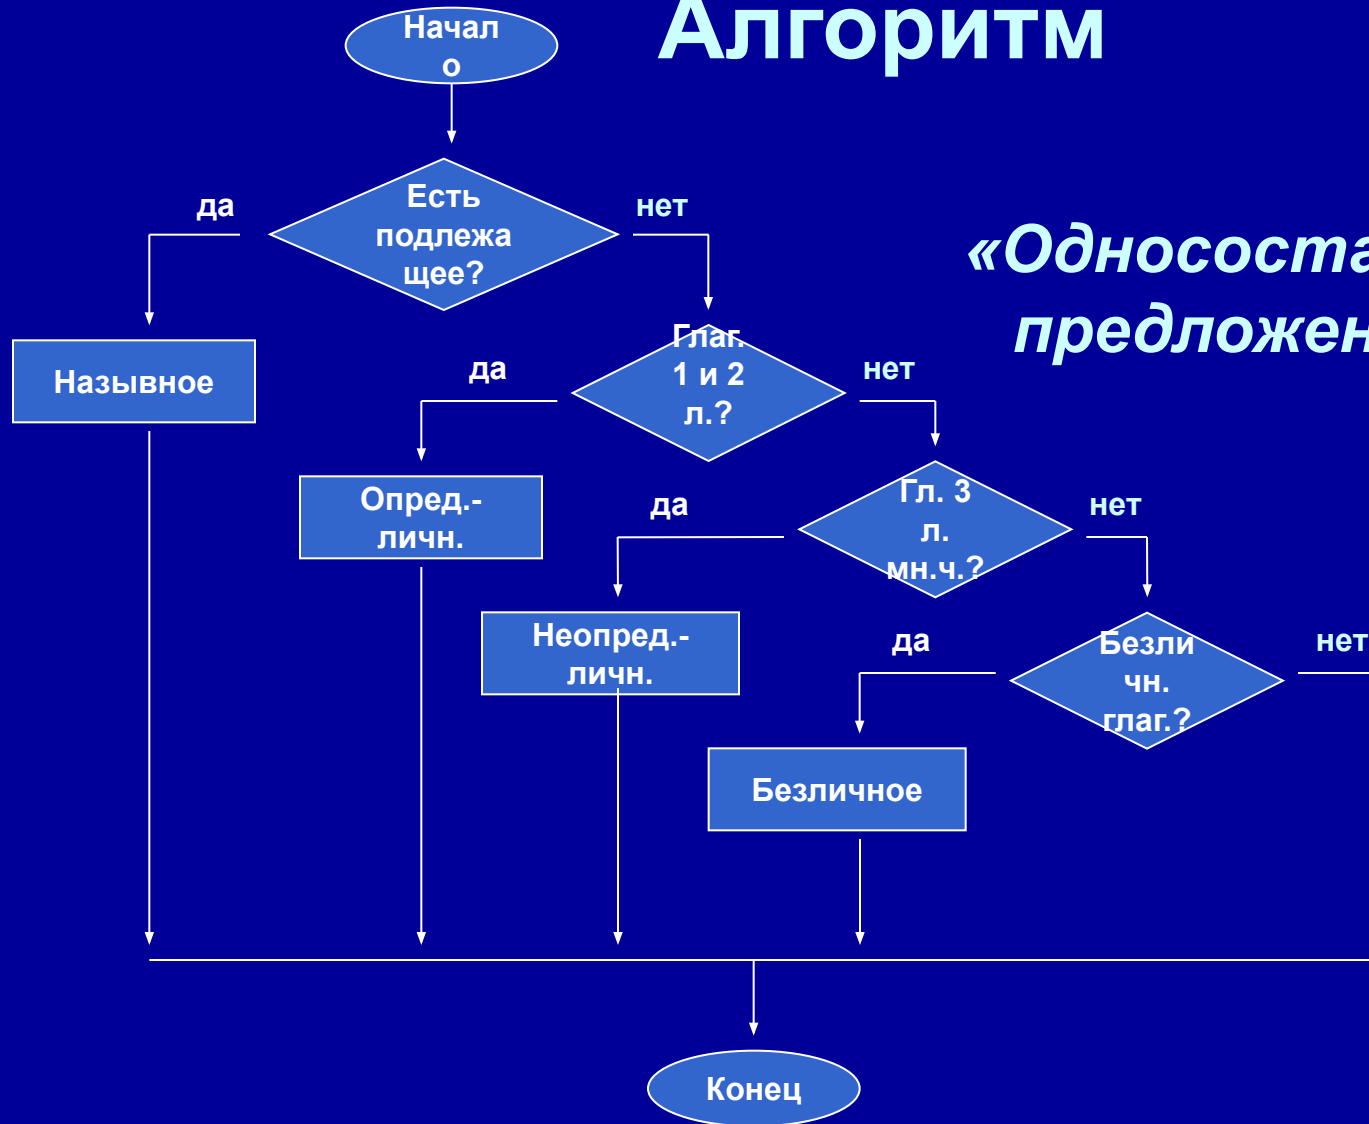 Алгоритм
Начал
о
Есть
подлежа
щее?
да
нет
«Однососта
предложен
Назывное
Глаг.
1 и 2
л.?
да
нет
Опред.-
личн.
Гл. 3
л.
мн.ч.?
да
нет
Неопред.-
личн.
Безли
чн.
глаг.?
да
нет
Безличное
Конец